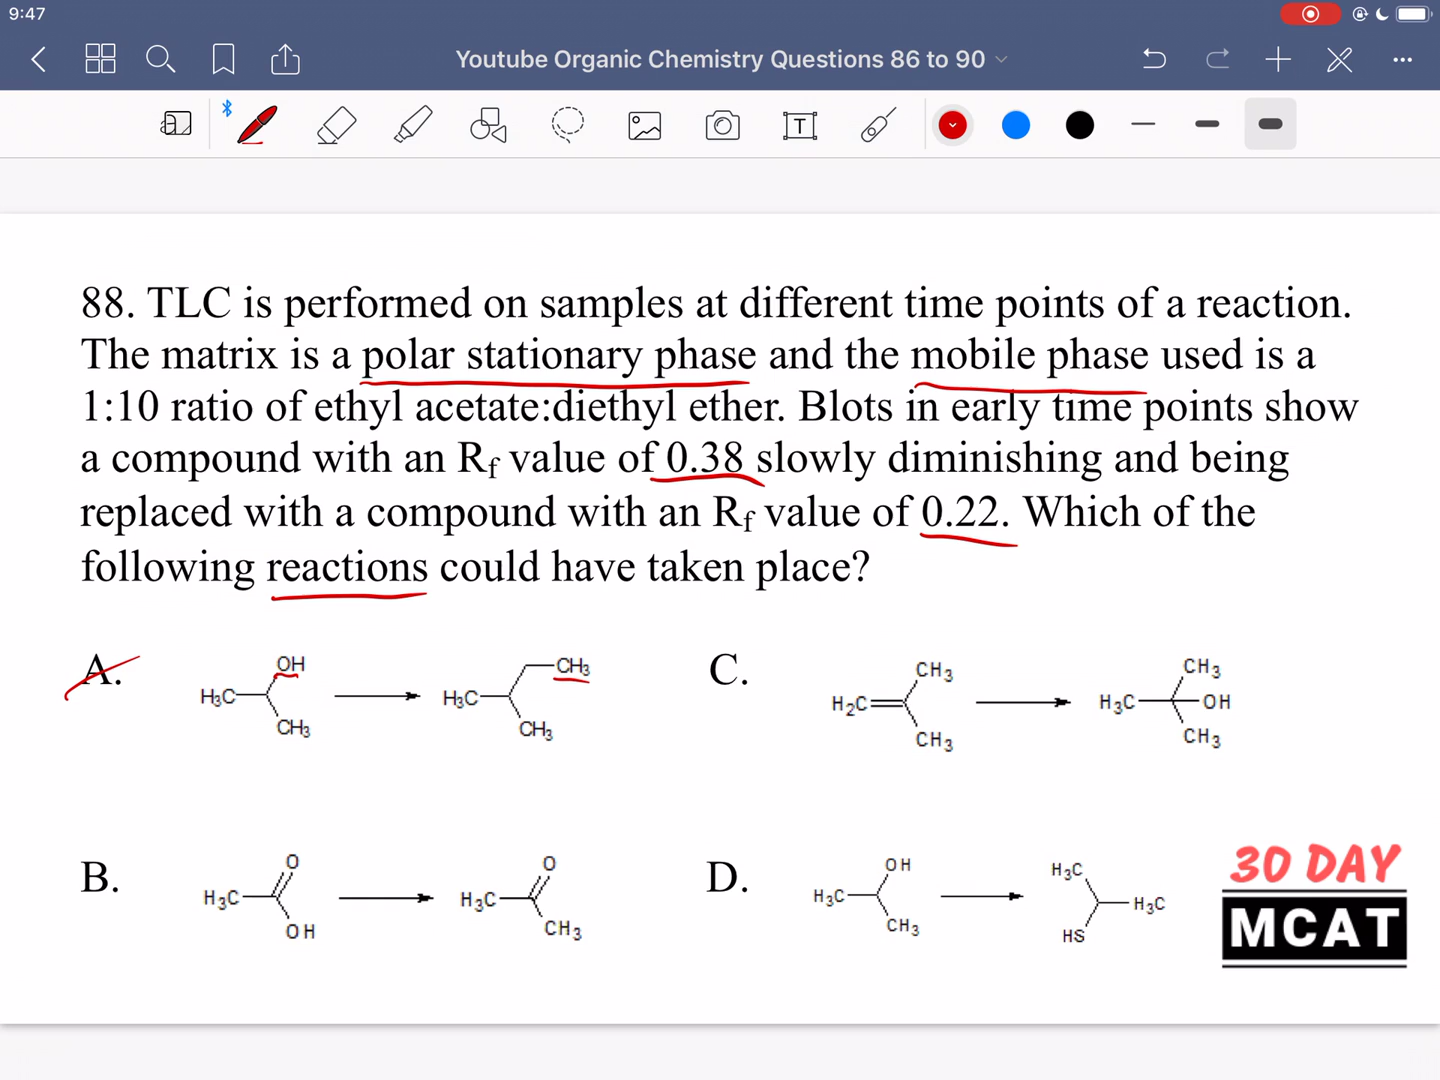 9:47
Youtube Organic Chemistry Questions 86 to 90
a
T
88. TLC is performed on samples at different time points of a reaction.
The matrix is a polar stationary phase and the mobile phase used is a
1:10 ratio of ethyl acetate:diethyl ether. Blots in early time points show
a compound with an Rf value of 0.38 slowly diminishing and being
replaced with a compound with an Rf value of 0.22. Which of the
following reactions could have taken place?
A.
OH
H₃C
CH₃
CH₃
H₃C
CH₃
C.
CH₃
H₂C
CH₃
CH₃
H₃C
OH
CH₃
B.
O
H₃C
OH
O
H₃C
CH₃
D.
OH
H₃C
CH₃
H₃C
H₃C
HS
30 DAY
MCAT